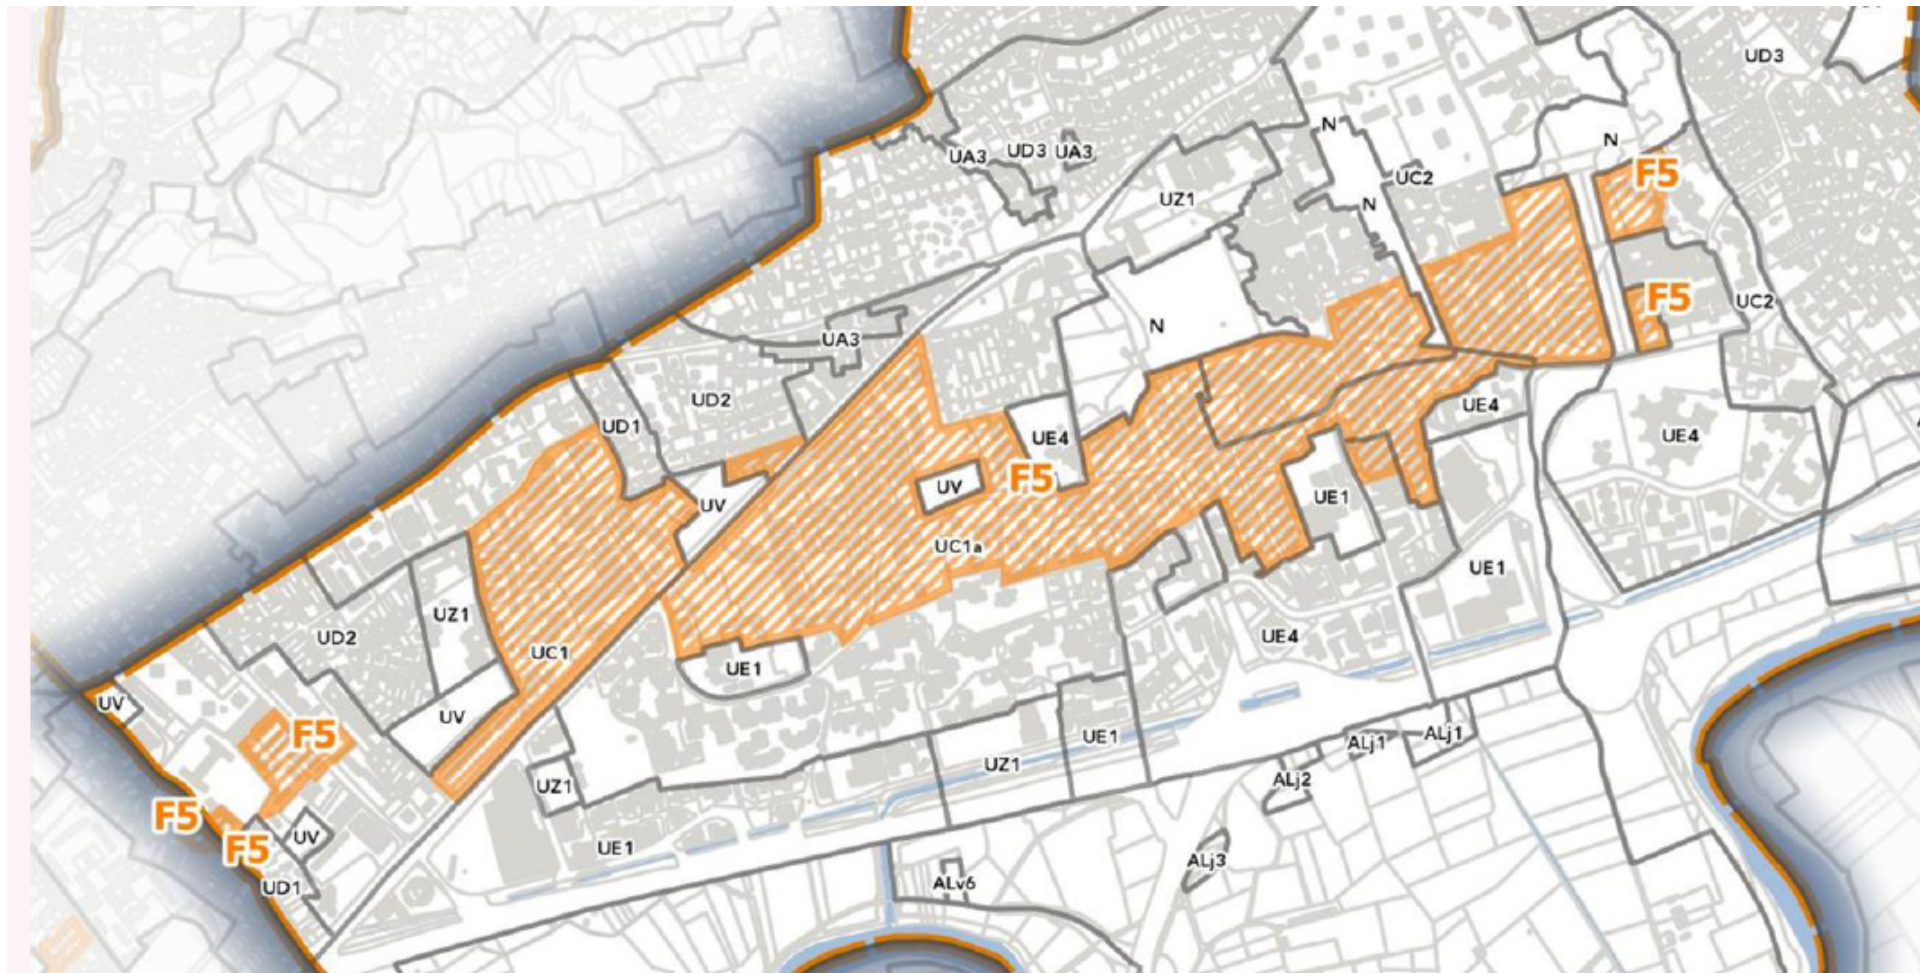 UD3
N
UA3 UD3 UA3
N
F5
UC2
UZ1
N
F5
UC2
N
UA3
UD2
UE4
UD1
UE4
UE4
F5
UV
UE1
UV
UC1a
UE1
UZ1
UD2
UE4
UC1
UE1
UV
UV
F5
ALj1
UE1
ALj1
UZ1
ALj2
UZ1
F5
UV
F5
UE1
ALj3
UD1
ALv6